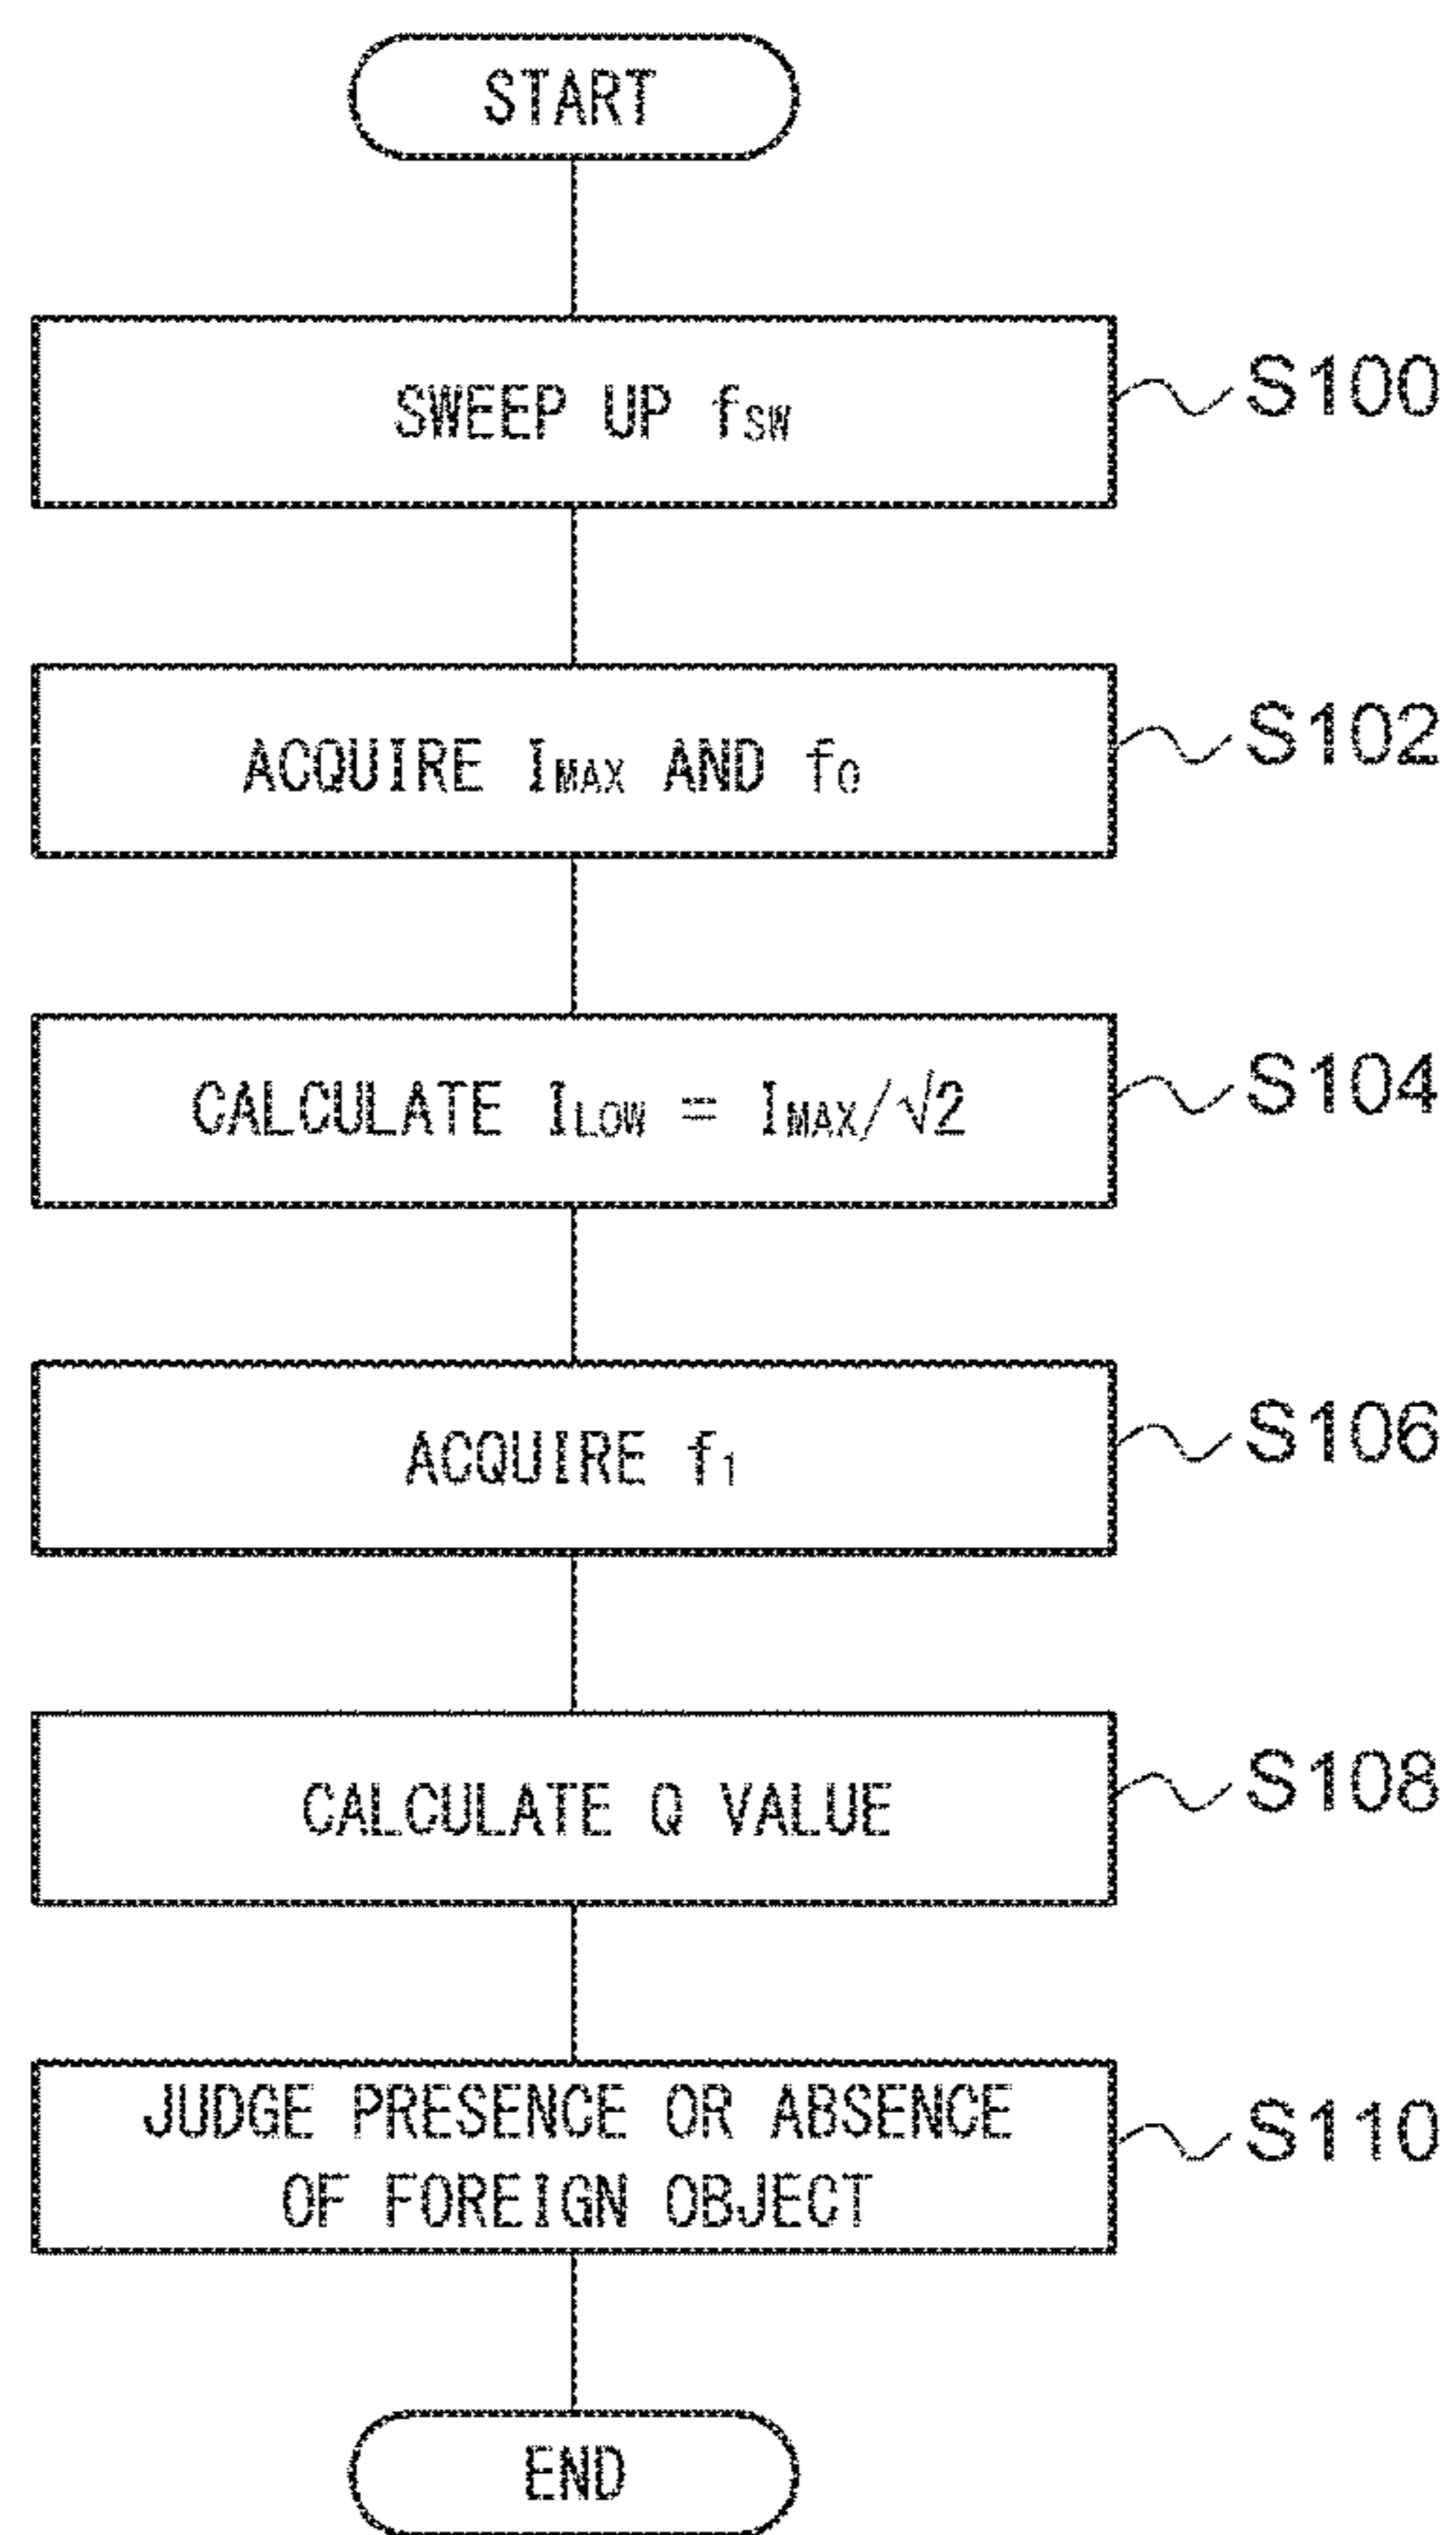 START
SWEEP UP fSW
S100
ACQUIRE IMAX AND f0
S102
CALCULATE ILOW = IMAX/√2
S104
ACQUIRE f1
S106
CALCULATE Q VALUE
S108
JUDGE PRESENCE OR ABSENCE
OF FOREIGN OBJECT
S110
END